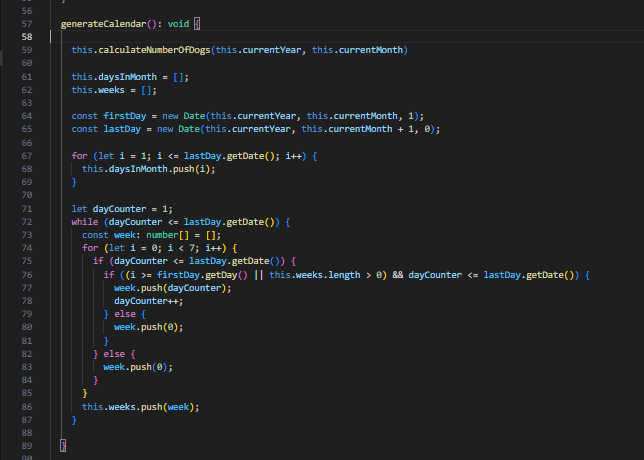 56
57 generateCalendar(): void {
58
59 this.calculateNumberOfDogs(this.currentYear, this.currentMonth)
60
61 this.daysInMonth = [];
62 this.weeks = [];
63
64 const firstDay = new Date(this.currentYear, this.currentMonth, 1);
65 const lastDay = new Date(this.currentYear, this.currentMonth + 1, 0);
66
67 for (let i = 1; i <= lastDay.getDate(); i++) {
68 this.daysInMonth.push(i);
69 }
70
71 let dayCounter = 1;
72 while (dayCounter <= lastDay.getDate()) {
73 const week: number[] = [];
74 for (let i = 0; i < 7; i++) {
75 if (dayCounter <= lastDay.getDate()) {
76 if ((i >= firstDay.getDay() || this.weeks.length > 0) && dayCounter <= lastDay.getDate()) {
77 week.push(dayCounter);
78 dayCounter++;
79 } else {
80 week.push(0);
81 }
82 } else {
83 week.push(0);
84 }
85 }
86 this.weeks.push(week);
87 }
88
89 }
90